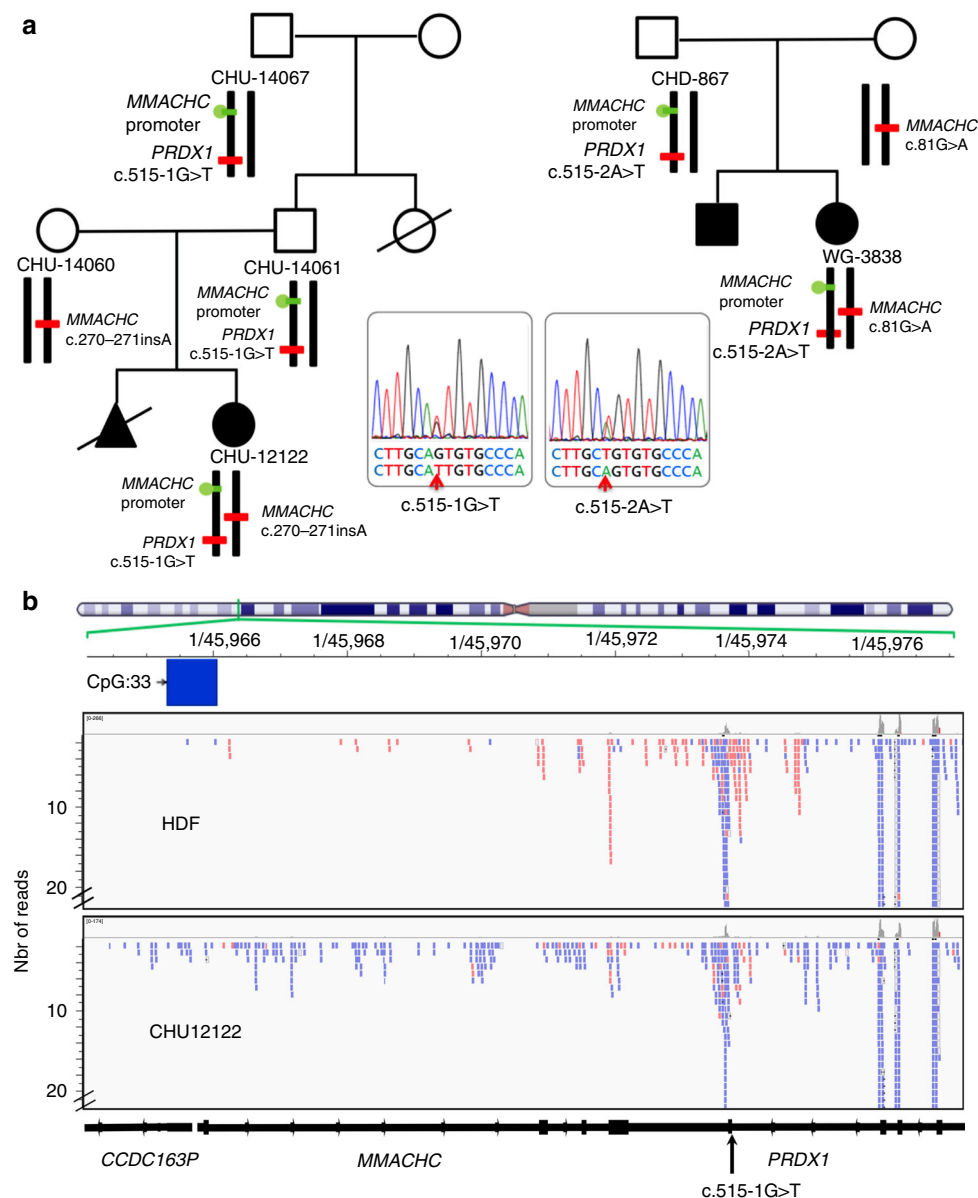 a
CHU-14067
MMACHC
promoter
PRDX1
c.515-1G>T
CHD-867
MMACHC
promoter
PRDX1
c.515-2A>T
MMACHC
c.81G>A
CHU-14060
MMACHC
c.270–271insA
CHU-14061
MMACHC
promoter
PRDX1
c.515-1G>T
WG-3838
MMACHC
promoter
PRDX1
c.515-2A>T
MMACHC
c.81G>A
CTTGCAGTGTGCCCA
CTTGCATTGTGCCCA
c.515-1G>T
CTTGCTGTGTGCCCA
CTTGCAGTGTGCCCA
c.515-2A>T
CHU-12122
MMACHC
promoter
PRDX1
c.515-1G>T
MMACHC
c.270–271insA
b
1/45,966 1/45,968 1/45,970 1/45,972 1/45,974 1/45,976
CpG:33
[0-266]
10
HDF
20
Nbr of reads
[0-174]
10
CHU12122
20
CCDC163P MMACHC PRDX1
c.515-1G>T